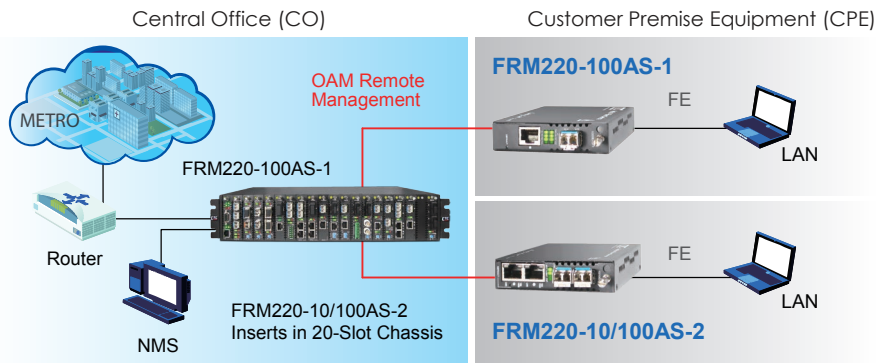 Central Office (CO)
Customer Premise Equipment (CPE)
METRO
OAM Remote
Management
FRM220-100AS-1
Router
NMS
FRM220-10/100AS-2
Inserts in 20-Slot Chassis
FRM220-100AS-1
FE
LAN
FE
LAN
FRM220-10/100AS-2